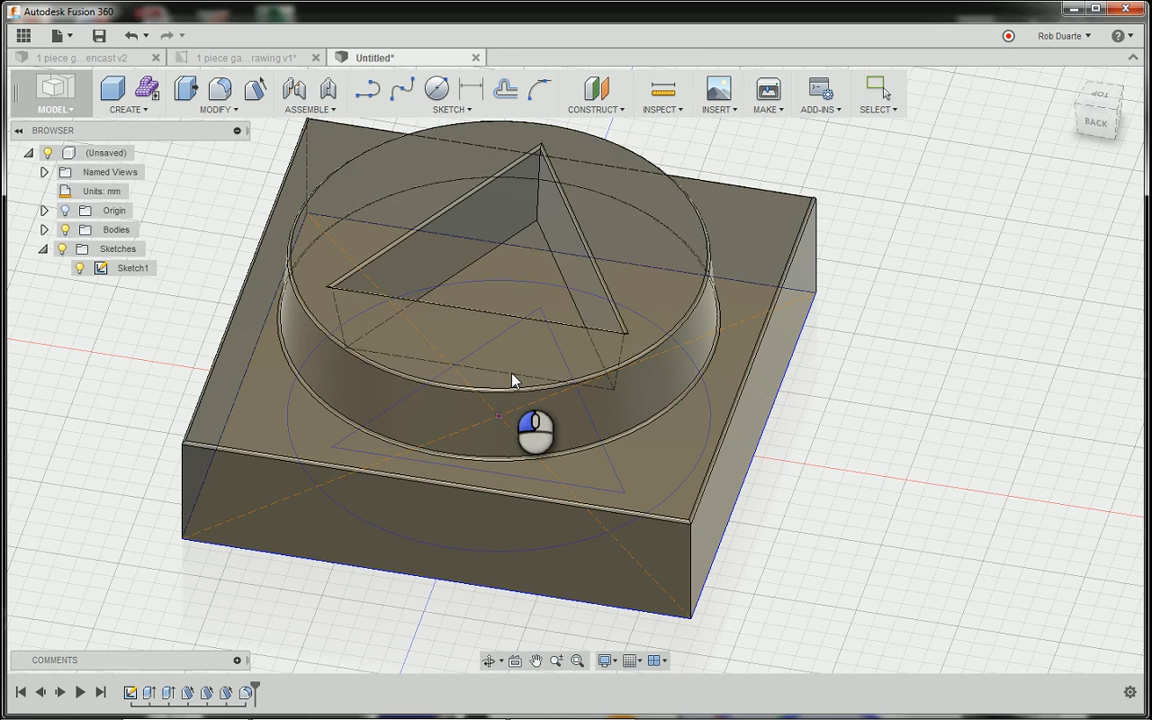 Autodesk Fusion 360
Rob Duarte
1 piece g...encast v2
1 piece ga...rawing v1*
Untitled*
MODEL
CREATE
MODIFY
ASSEMBLE
SKETCH
CONSTRUCT
INSPECT
INSERT
MAKE
ADD-INS
SELECT
BROWSER
(Unsaved)
Named Views
Units: mm
Origin
Bodies
Sketches
Sketch1
TOP
BACK
COMMENTS